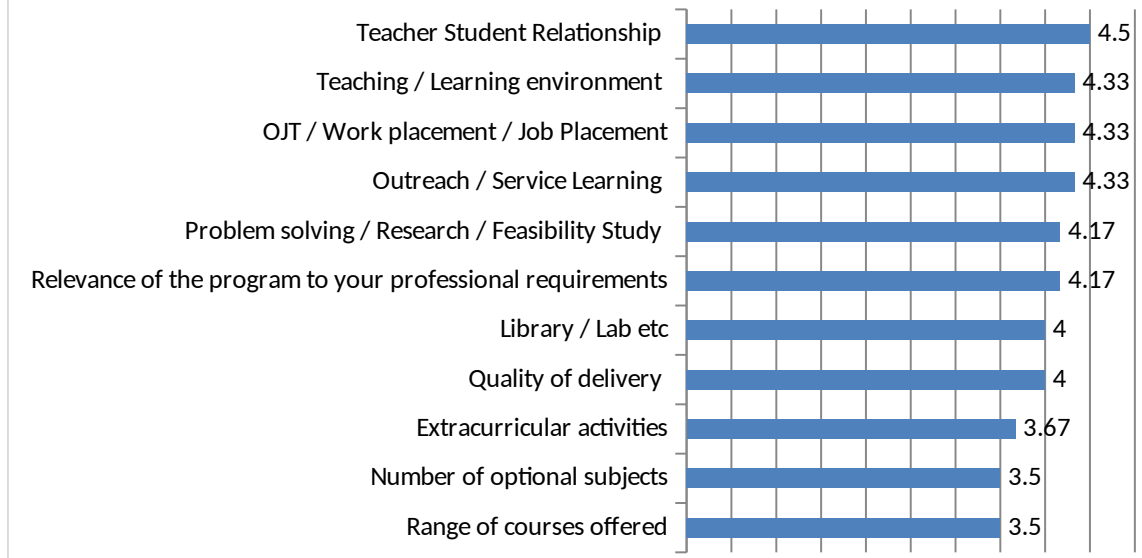 Teacher Student Relationship 4.5
Teaching / Learning environment 4.33
OJT / Work placement / Job Placement 4.33
Outreach / Service Learning 4.33
Problem solving / Research / Feasibility Study 4.17
Relevance of the program to your professional requirements 4.17
Library / Lab etc 4
Quality of delivery 4
Extracurricular activities 3.67
Number of optional subjects 3.5
Range of courses offered 3.5